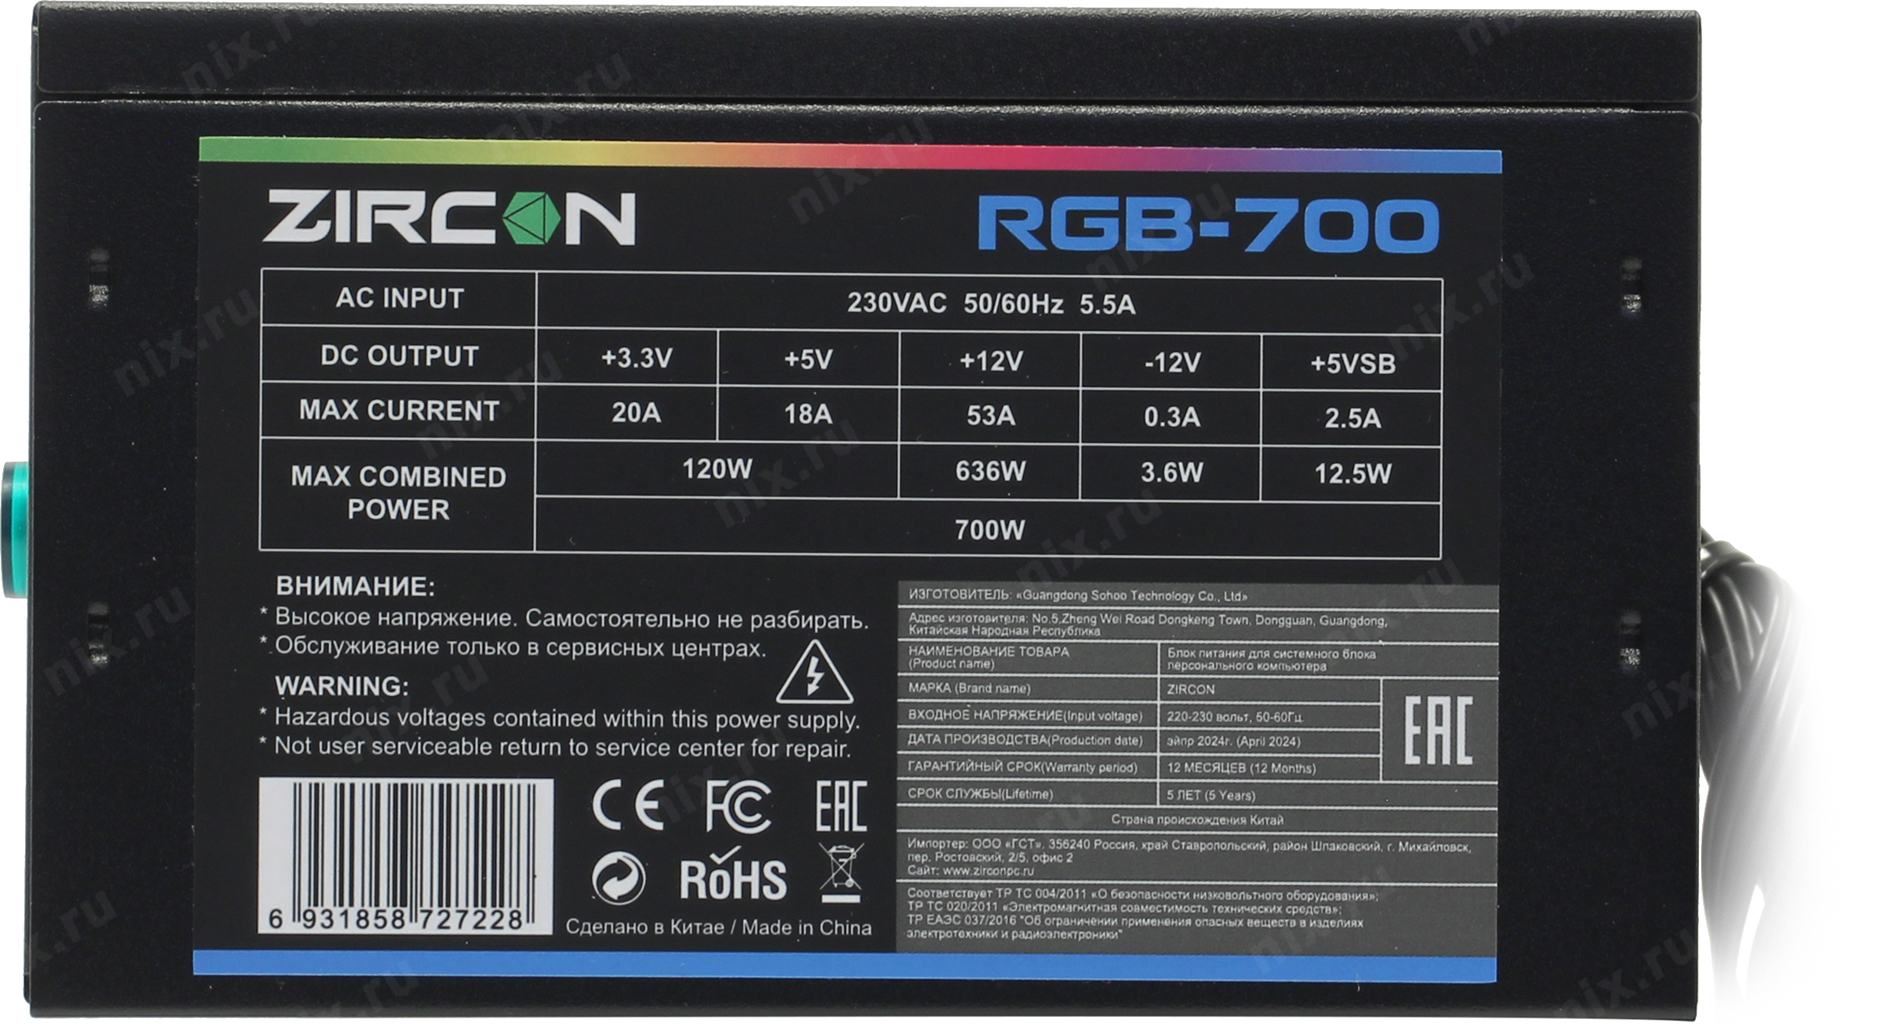 ZIRCON RGB-700
AC INPUT 230VAC 50/60Hz 5.5A
DC OUTPUT +3.3V +5V +12V -12V +5VSB
MAX CURRENT 20A 18A 53A 0.3A 2.5A
MAX COMBINED POWER 120W 636W 3.6W 12.5W
700W
ВНИМАНИЕ:
* Высокое напряжение. Самостоятельно не разбирать.
* Обслуживание только в сервисных центрах.
WARNING:
* Hazardous voltages contained within this power supply.
* Not user serviceable return to service center for repair.
6 931858 727228
CE FC EAC
RoHS
Сделано в Китае / Made in China
ИЗГОТОВИТЕЛЬ: «Guangdong Sohoo Technology Co., Ltd»
Адрес изготовителя: No.5,Zheng Wei Road Dongkeng Town, Dongguan, Guangdong,
Китайская Народная Республика
НАИМЕНОВАНИЕ ТОВАРА
(Product name)
Блок питания для системного блока
персонального компьютера
МАРКА (Brand name) ZIRCON
ВХОДНОЕ НАПРЯЖЕНИЕ(Input voltage) 220-230 вольт, 50-60Гц
ДАТА ПРОИЗВОДСТВА(Production date) эйпр 2024г. (April 2024)
ГАРАНТИЙНЫЙ СРОК(Warranty period) 12 МЕСЯЦЕВ (12 Months)
EAC
СРОК СЛУЖБЫ(Lifetime) 5 ЛЕТ (5 Years)
Страна происхождения Китай
Импортер: ООО «ГСТ», 356240 Россия, край Ставропольский, район Шпаковский, г. Михайловск,
пер. Ростовский, 2/5, офис 2
Сайт: www.zirconpc.ru
Соответствует ТР ТС 004/2011 «О безопасности низковольтного оборудования»;
ТР ТС 020/2011 «Электромагнитная совместимость технических средств»;
ТР ЕАЭС 037/2016 "Об ограничении применения опасных веществ в изделиях
электротехники и радиоэлектроники"
nix.ru